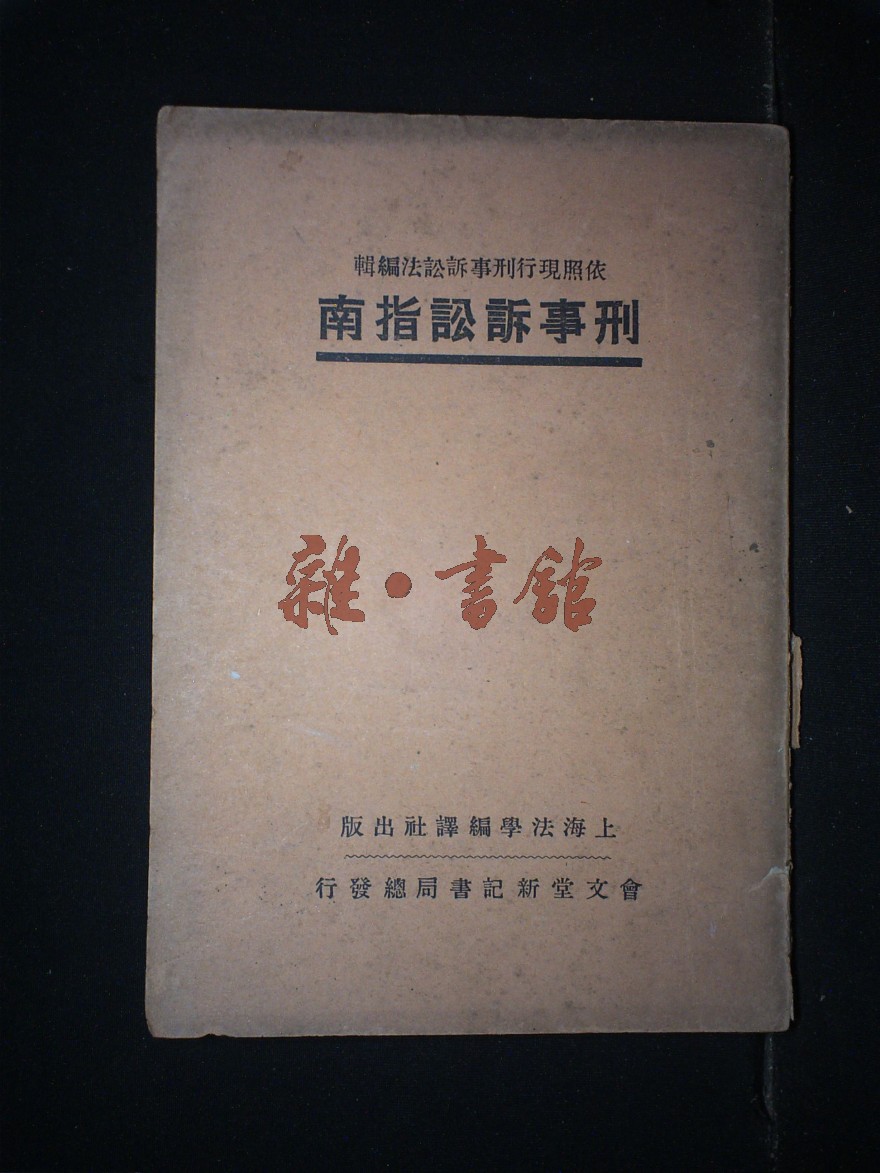 依照現行刑事訴訟法編輯
刑事訴訟指南
雜·書館
上海法學編譯社出版
會文堂新記書局總發行